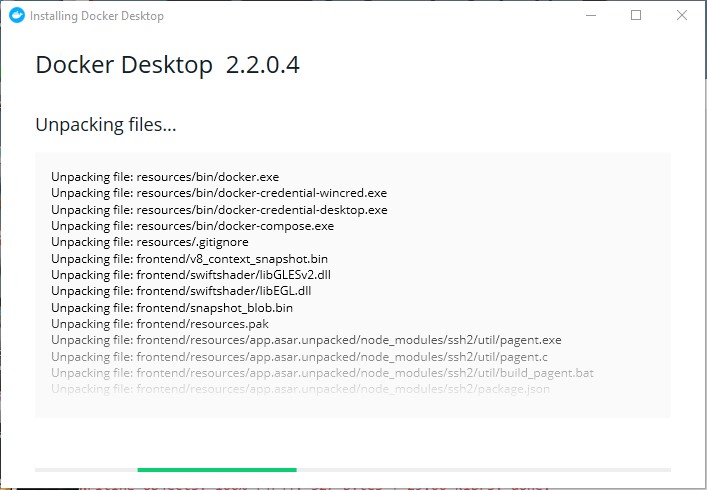 Installing Docker Desktop
Docker Desktop 2.2.0.4
Unpacking files...
Unpacking file: resources/bin/docker.exe
Unpacking file: resources/bin/docker-credential-wincred.exe
Unpacking file: resources/bin/docker-credential-desktop.exe
Unpacking file: resources/bin/docker-compose.exe
Unpacking file: resources/.gitignore
Unpacking file: frontend/v8_context_snapshot.bin
Unpacking file: frontend/swiftshader/libGLESv2.dll
Unpacking file: frontend/swiftshader/libEGL.dll
Unpacking file: frontend/snapshot_blob.bin
Unpacking file: frontend/resources.pak
Unpacking file: frontend/resources/app.asar.unpacked/node_modules/ssh2/util/pagent.exe
Unpacking file: frontend/resources/app.asar.unpacked/node_modules/ssh2/util/pagent.c
Unpacking file: frontend/resources/app.asar.unpacked/node_modules/ssh2/util/build_pagent.bat
Unpacking file: frontend/resources/app.asar.unpacked/node_modules/ssh2/package.json